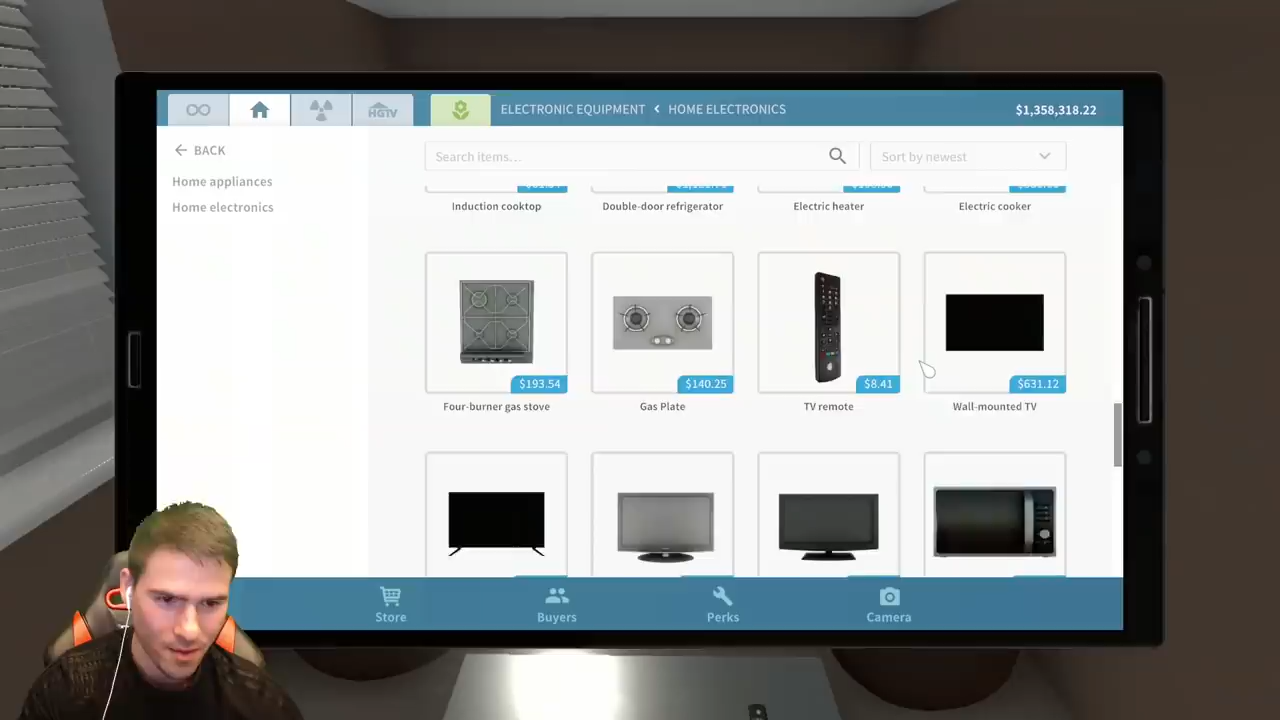 HGTV
ELECTRONIC EQUIPMENT < HOME ELECTRONICS
$1,358,318.22
BACK
Home appliances
Home electronics
Search items...
Sort by newest
Induction cooktop
Double-door refrigerator
Electric heater
Electric cooker
$193.54
$140.25
$8.41
$631.12
Four-burner gas stove
Gas Plate
TV remote
Wall-mounted TV
Store
Buyers
Perks
Camera